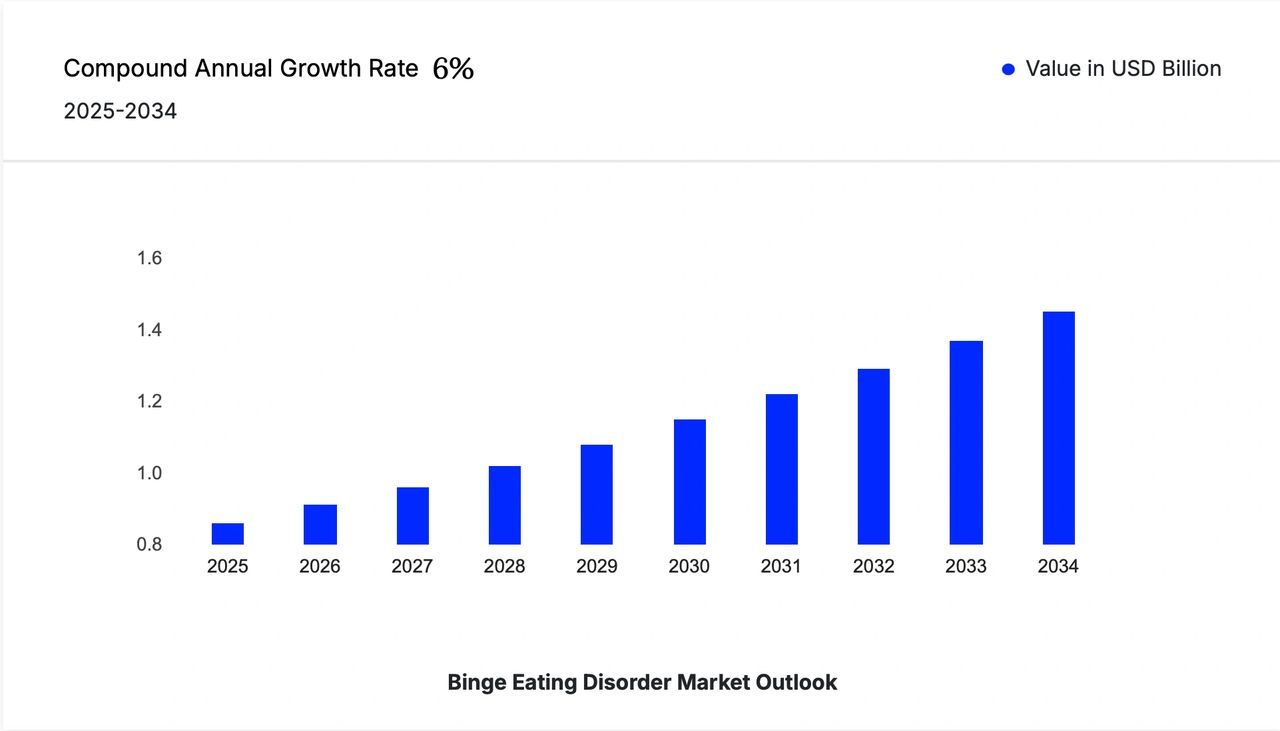 Compound Annual Growth Rate 6%
Value in USD Billion
2025-2034
1.6
1.4
1.2
1.0
0.8
2025 2026 2027 2028 2029 2030 2031 2032 2033 2034
Binge Eating Disorder Market Outlook